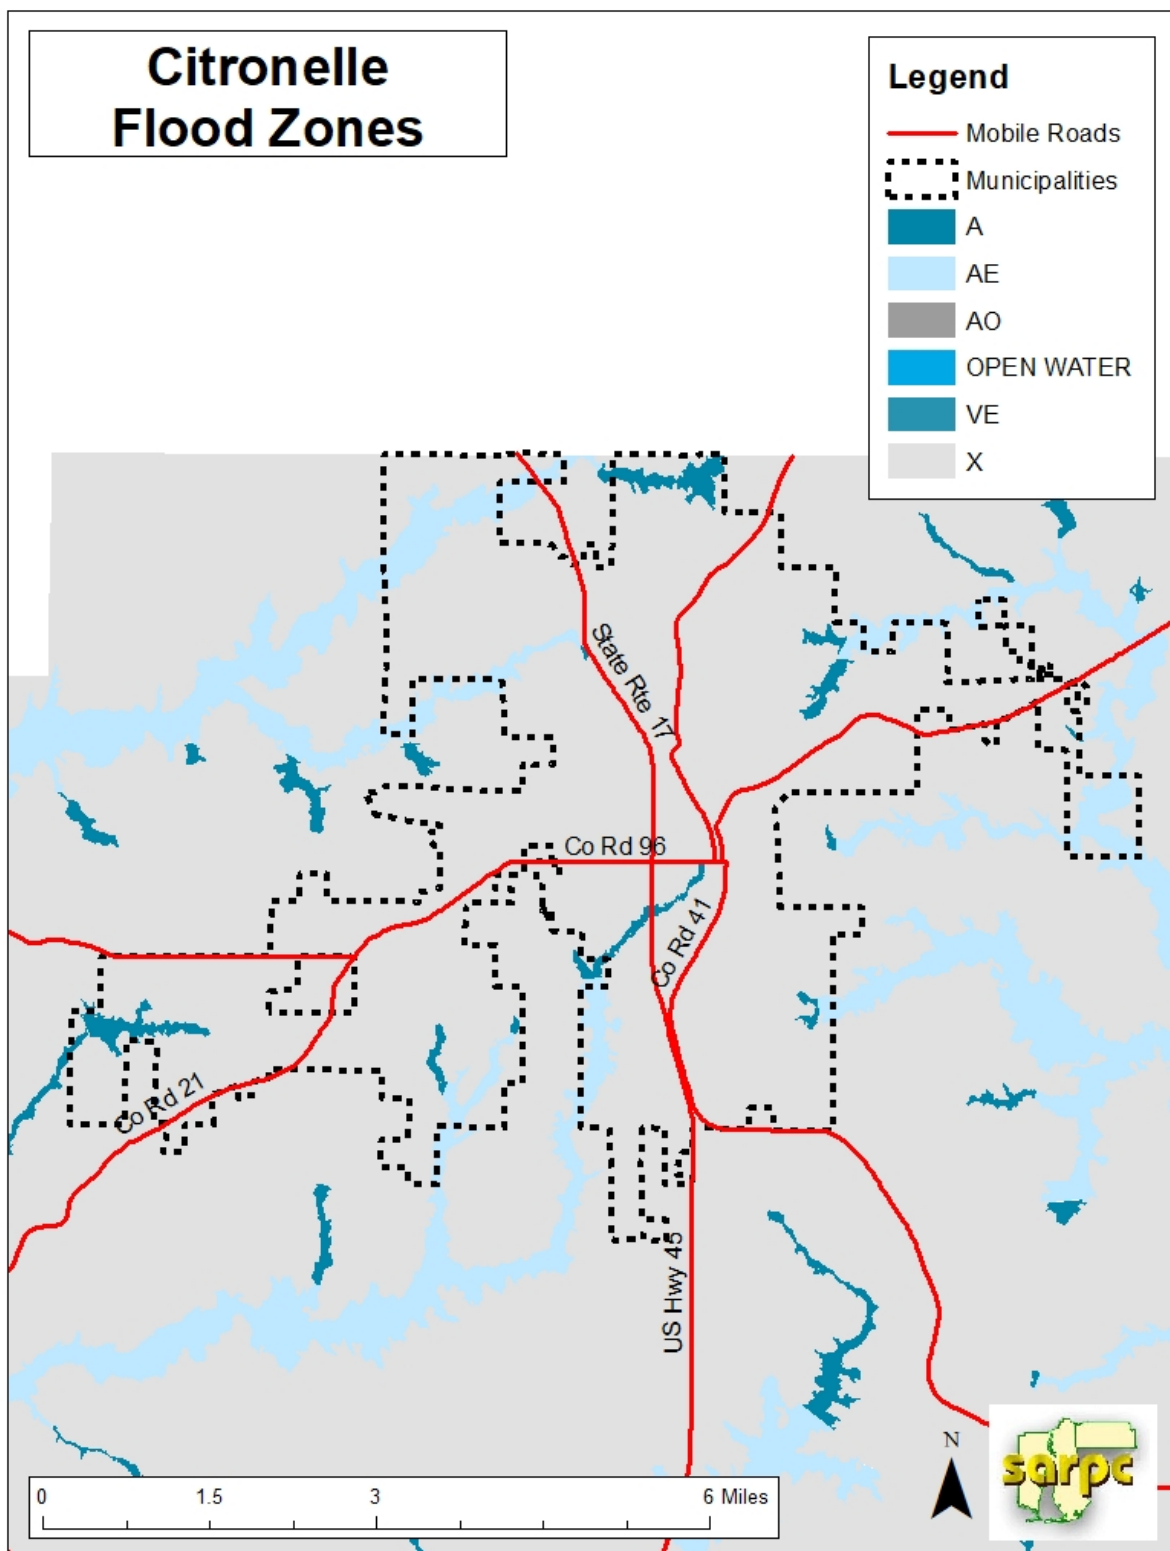 Citronelle
Flood Zones
Legend
Mobile Roads
Municipalities
A
AE
AO
OPEN WATER
VE
X
State Rte 17
Co Rd 96
Co Rd 41
Co Rd 21
US Hwy 45
N
sarpc
0 1.5 3 6 Miles